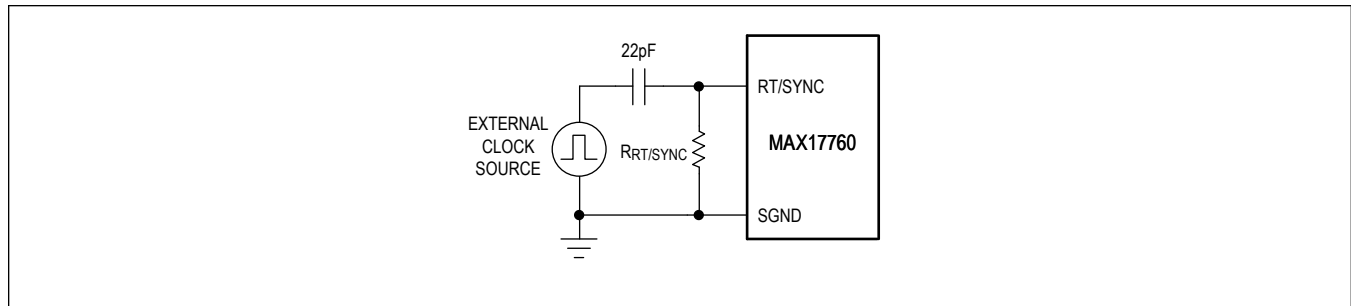 22pF
RT/SYNC
EXTERNAL
CLOCK
SOURCE
RRT/SYNC
MAX17760
SGND